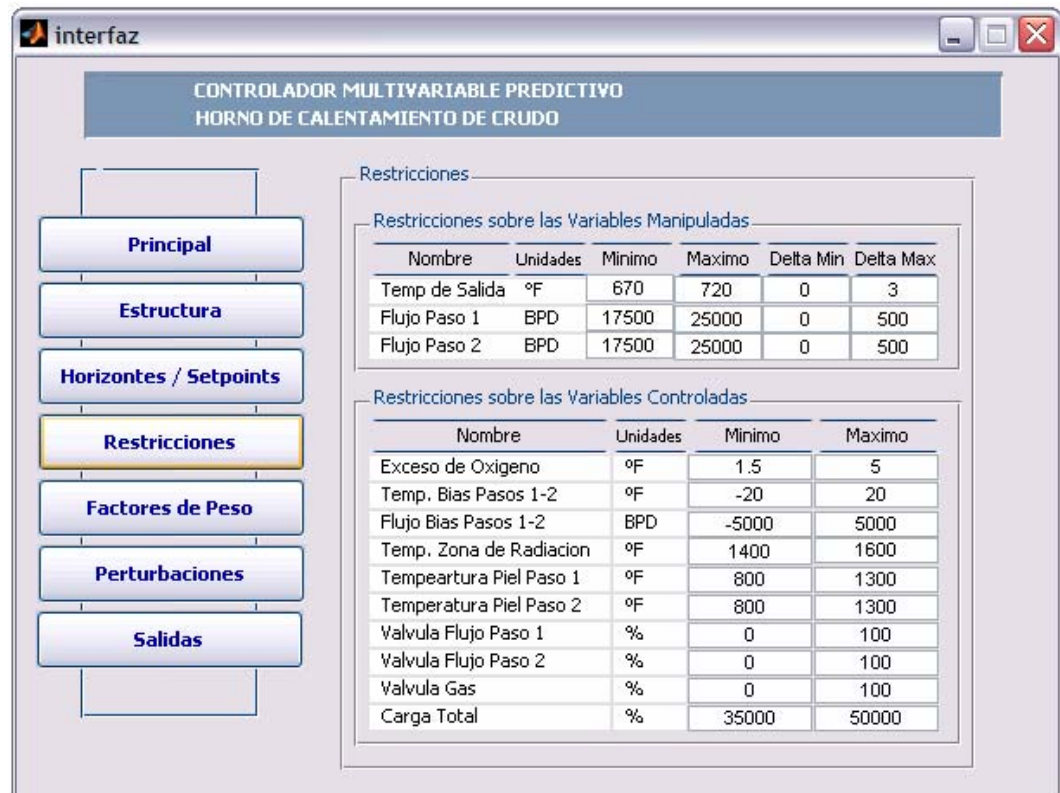 interfaz
CONTROLADOR MULTIVARIABLE PREDICTIVO
HORNO DE CALENTAMIENTO DE CRUDO
Principal
Estructura
Horizontes / Setpoints
Restricciones
Factores de Peso
Perturbaciones
Salidas
Restricciones
Restricciones sobre las Variables Manipuladas
Nombre Unidades Minimo Maximo Delta Min Delta Max
Temp de Salida ºF 670 720 0 3
Flujo Paso 1 BPD 17500 25000 0 500
Flujo Paso 2 BPD 17500 25000 0 500
Restricciones sobre las Variables Controladas
Nombre Unidades Minimo Maximo
Exceso de Oxigeno ºF 1.5 5
Temp. Bias Pasos 1-2 ºF -20 20
Flujo Bias Pasos 1-2 BPD -5000 5000
Temp. Zona de Radiacion ºF 1400 1600
Tempeartura Piel Paso 1 ºF 800 1300
Temperatura Piel Paso 2 ºF 800 1300
Valvula Flujo Paso 1 % 0 100
Valvula Flujo Paso 2 % 0 100
Valvula Gas % 0 100
Carga Total % 35000 50000